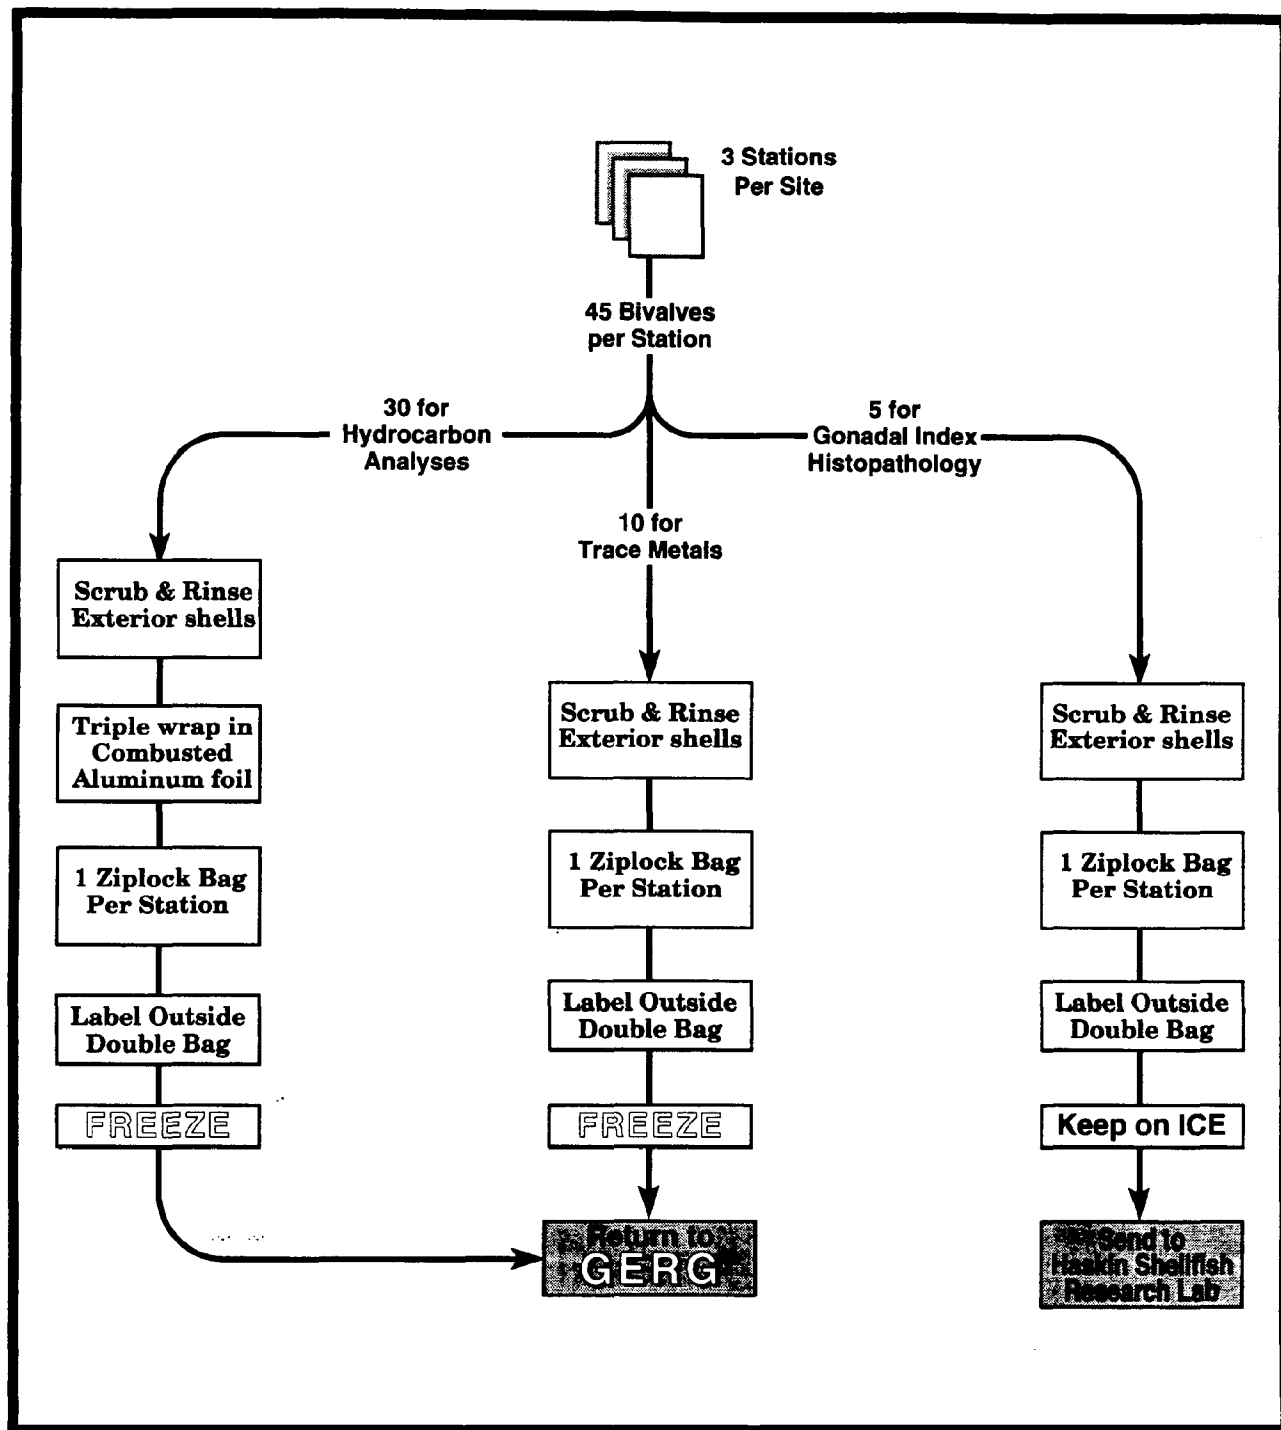 3 Stations
Per Site
45 Bivalves
per Station
30 for
Hydrocarbon
Analyses
5 for
Gonadal Index
Histopathology
10 for
Trace Metals
Scrub & Rinse
Exterior shells
Triple wrap in
Combusted
Aluminum foil
1 Ziplock Bag
Per Station
Label Outside
Double Bag
FREEZE
Scrub & Rinse
Exterior shells
1 Ziplock Bag
Per Station
Label Outside
Double Bag
FREEZE
Return to
GERG
Scrub & Rinse
Exterior shells
1 Ziplock Bag
Per Station
Label Outside
Double Bag
Keep on ICE
Send to
Haskin Shellfish
Research Lab